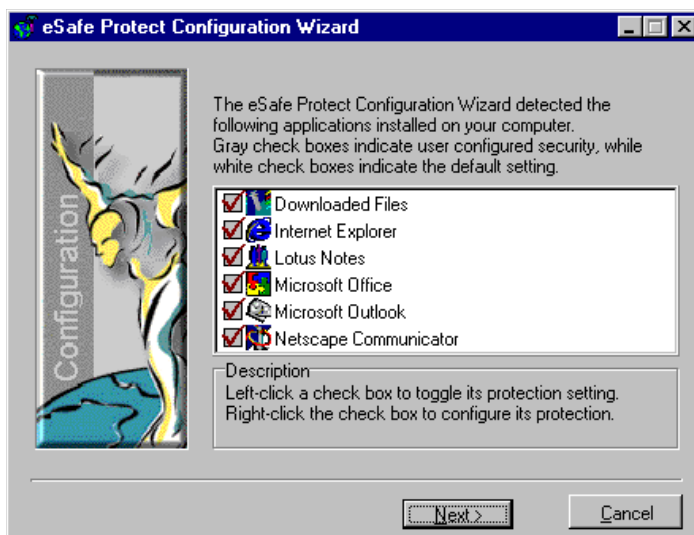 eSafe Protect Configuration Wizard
Configuration
The eSafe Protect Configuration Wizard detected the
following applications installed on your computer.
Gray check boxes indicate user configured security, while
white check boxes indicate the default setting.
Downloaded Files
Internet Explorer
Lotus Notes
Microsoft Office
Microsoft Outlook
Netscape Communicator
Description
Left-click a check box to toggle its protection setting.
Right-click the check box to configure its protection.
Next >
Cancel